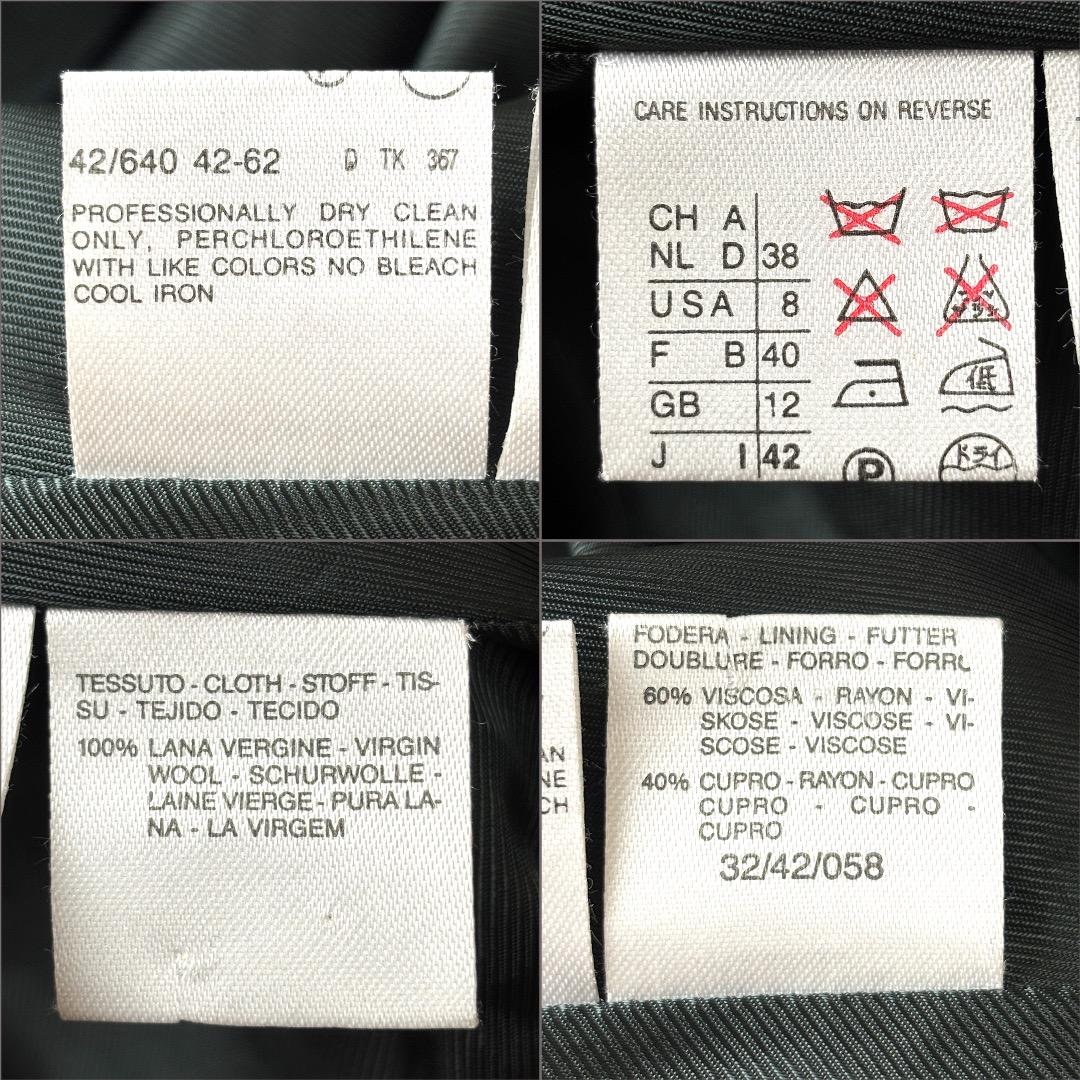 42/640 42-62 D TK 367
PROFESSIONALLY DRY CLEAN
ONLY, PERCHLOROETHILENE
WITH LIKE COLORS NO BLEACH
COOL IRON
CARE INSTRUCTIONS ON REVERSE
CH A
NL D 38
USA 8
F B 40
GB 12
J I 42
低
P
ドライ
TESSUTO - CLOTH - STOFF - TIS-
SU - TEJIDO - TECIDO
100% LANA VERGINE - VIRGIN
WOOL - SCHURWOLLE -
LAINE VIERGE - PURA LA-
NA - LA VIRGEM
AN
NE
CH
FODERA - LINING - FUTTER
DOUBLURE - FORRO - FORRO
60% VISCOSA - RAYON - VI-
SKOSE - VISCOSE - VI-
SCOSE - VISCOSE
40% CUPRO - RAYON - CUPRO
CUPRO - CUPRO -
CUPRO
32/42/058